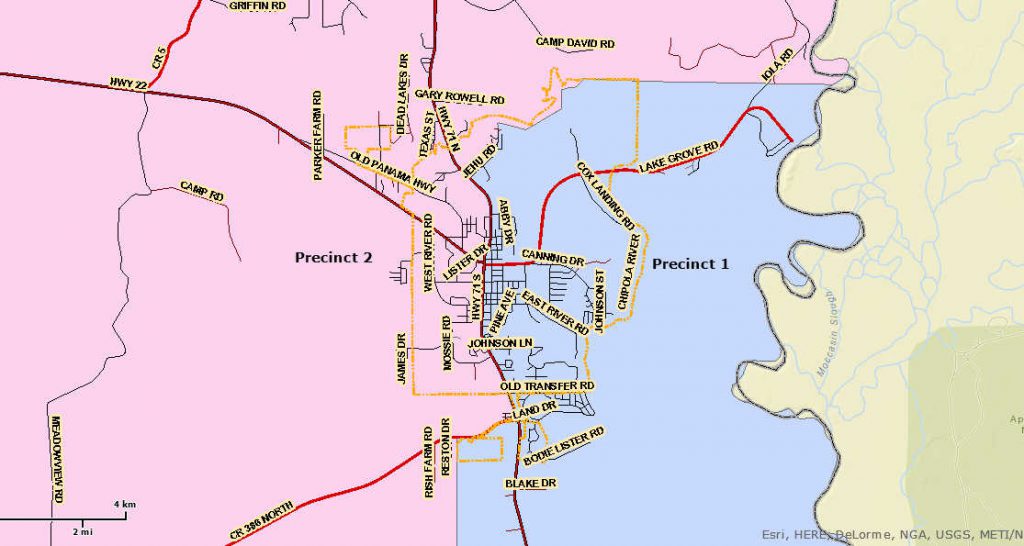 GRIFFIN RD
CR 5
CAMP DAVID RD
IOLA RD
HWY 22
DEAD LAKES DR
GARY ROWELL RD
PARKER FARM RD
TEXAS ST
HWY 71 N
JEHU RD
OLD PANAMA HWY
LAKE GROVE RD
COX LANDING RD
CAMP RD
ABBY DR
WEST RIVER RD
LISTER DR
CANNING DR
CHIPOLA RIVER
Precinct 2
Precinct 1
HWY 71 S
PINE AVE
EAST RIVER RD
JOHNSON ST
Moccasin Slough
JAMES DR
MOSSIE RD
JOHNSON LN
OLD TRANSFER RD
LAND DR
MEADOWVIEW RD
RISH FARM RD
RESTON DR
BODIE LISTER RD
BLAKE DR
CR 386 NORTH
4 km
2 mi
Ap
Esri, HERE, DeLorme, NGA, USGS, METI/N